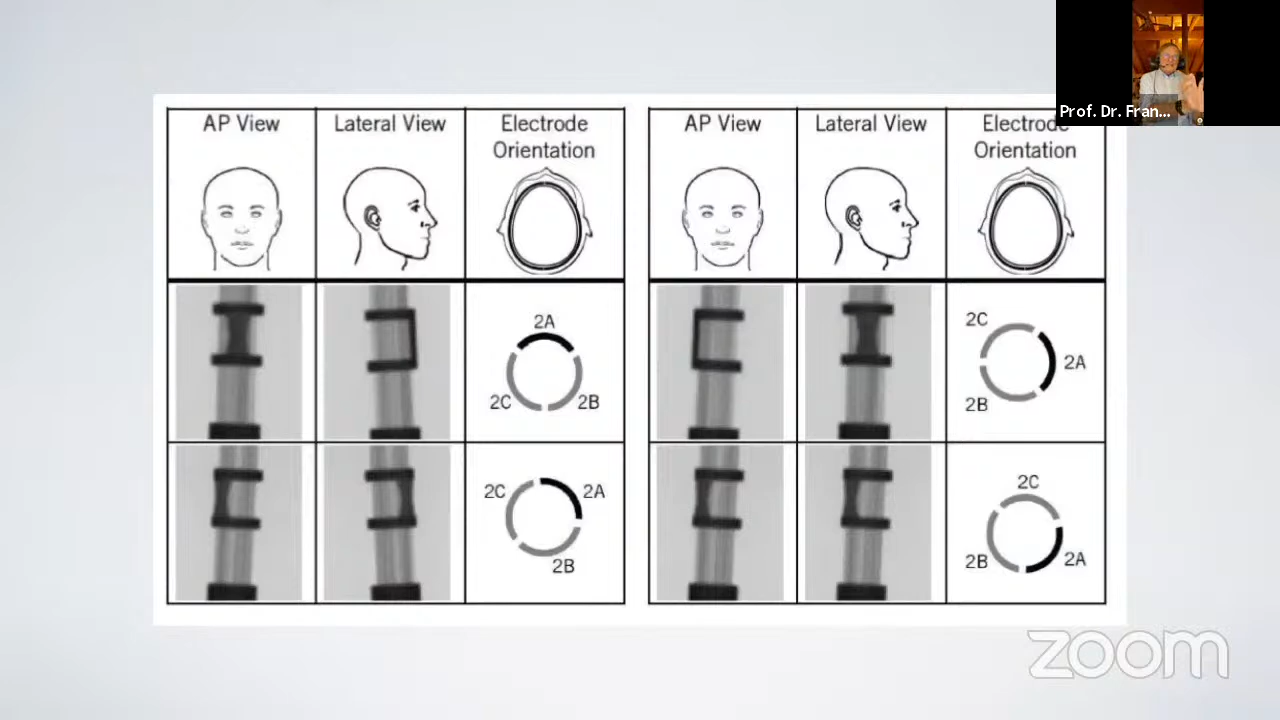 Prof. Dr. Fran...
AP View
Lateral View
Electrode
Orientation
2A
2C
2B
2C
2A
2B
AP View
Lateral View
Electrode
Orientation
2C
2A
2B
2C
2B
2A
zoom